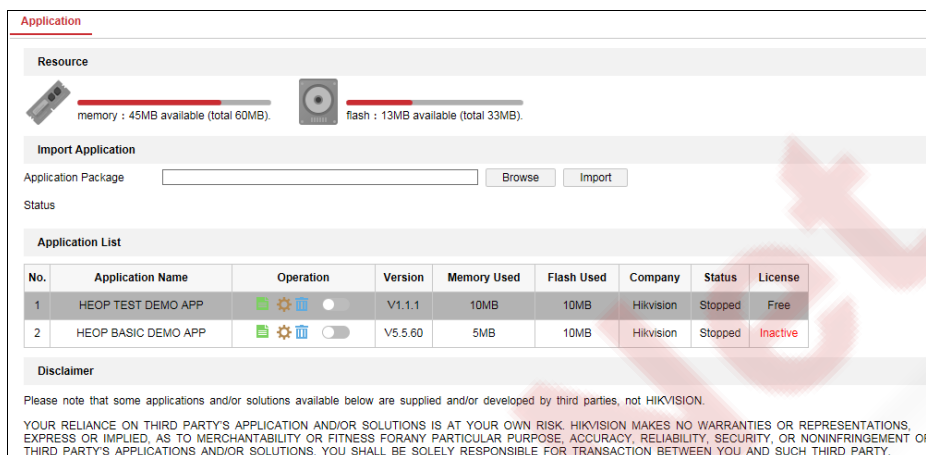 Application
Resource
memory : 45MB available (total 60MB).
flash : 13MB available (total 33MB).
Import Application
Application Package Browse Import
Status
Application List
No. Application Name Operation Version Memory Used Flash Used Company Status License
1 HEOP TEST DEMO APP V1.1.1 10MB 10MB Hikvision Stopped Free
2 HEOP BASIC DEMO APP V5.5.60 5MB 10MB Hikvision Stopped Inactive
Disclaimer
Please note that some applications and/or solutions available below are supplied and/or developed by third parties, not HIKVISION.
YOUR RELIANCE ON THIRD PARTY'S APPLICATION AND/OR SOLUTIONS IS AT YOUR OWN RISK. HIKVISION MAKES NO WARRANTIES OR REPRESENTATIONS,
EXPRESS OR IMPLIED, AS TO MERCHANTABILITY OR FITNESS FORANY PARTICULAR PURPOSE, ACCURACY, RELIABILITY, SECURITY, OR NONINFRINGEMENT OF
THIRD PARTY'S APPLICATIONS AND/OR SOLUTIONS. YOU SHALL BE SOLELY RESPONSIBLE FOR TRANSACTION BETWEEN YOU AND SUCH THIRD PARTY.
Net